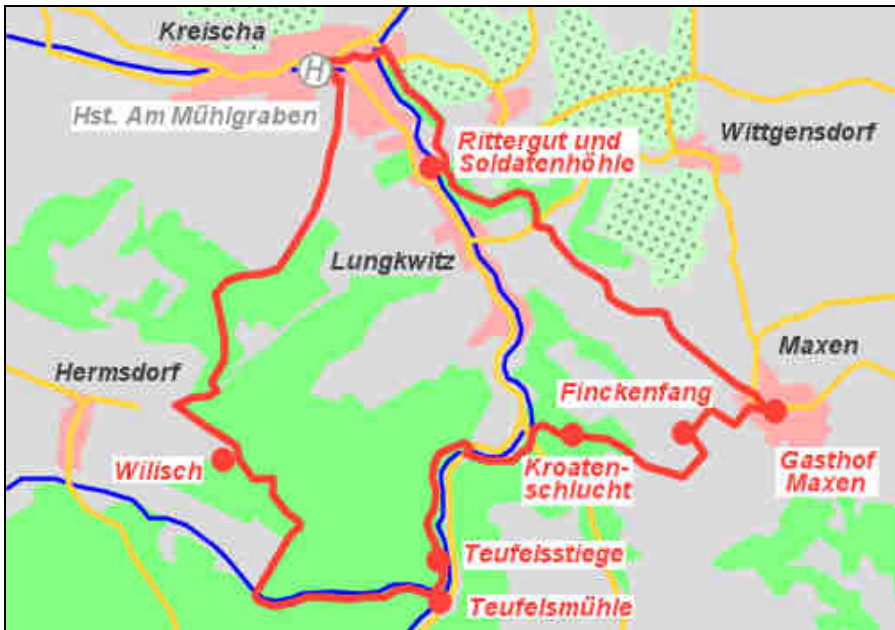 Kreischa
H
Hst. Am Mühlgraben
Rittergut und
Soldatenhöhle
Wittgensdorf
Lungkwitz
Maxen
Hermsdorf
Finckenfang
Wilisch
Kroaten-
schlucht
Gasthof
Maxen
Teufelsstiege
Teufelsmühle